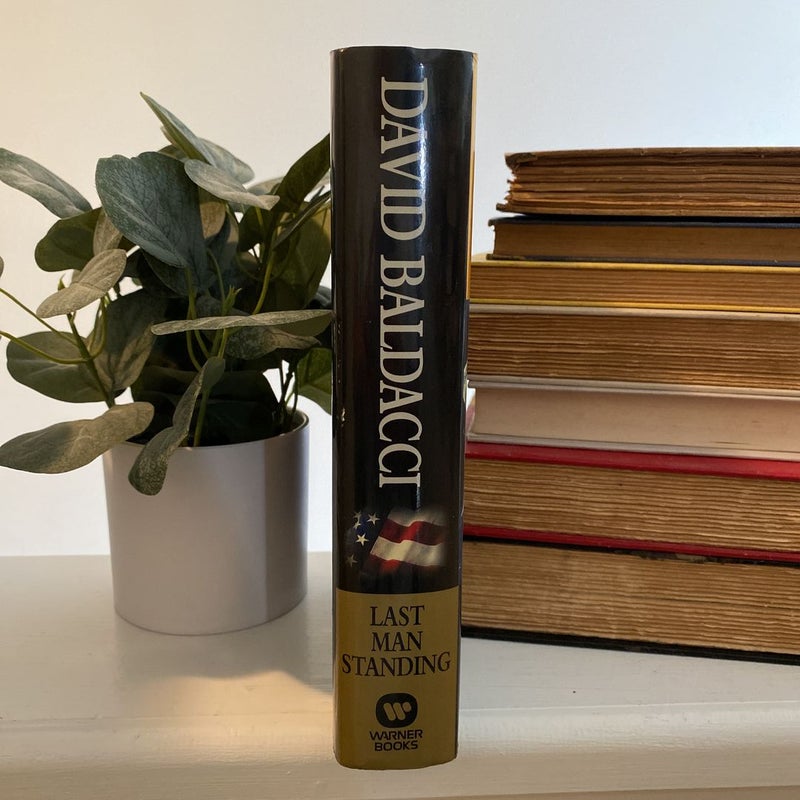 DAVID BALDACCI
LAST
MAN
STANDING
WARNER
BOOKS